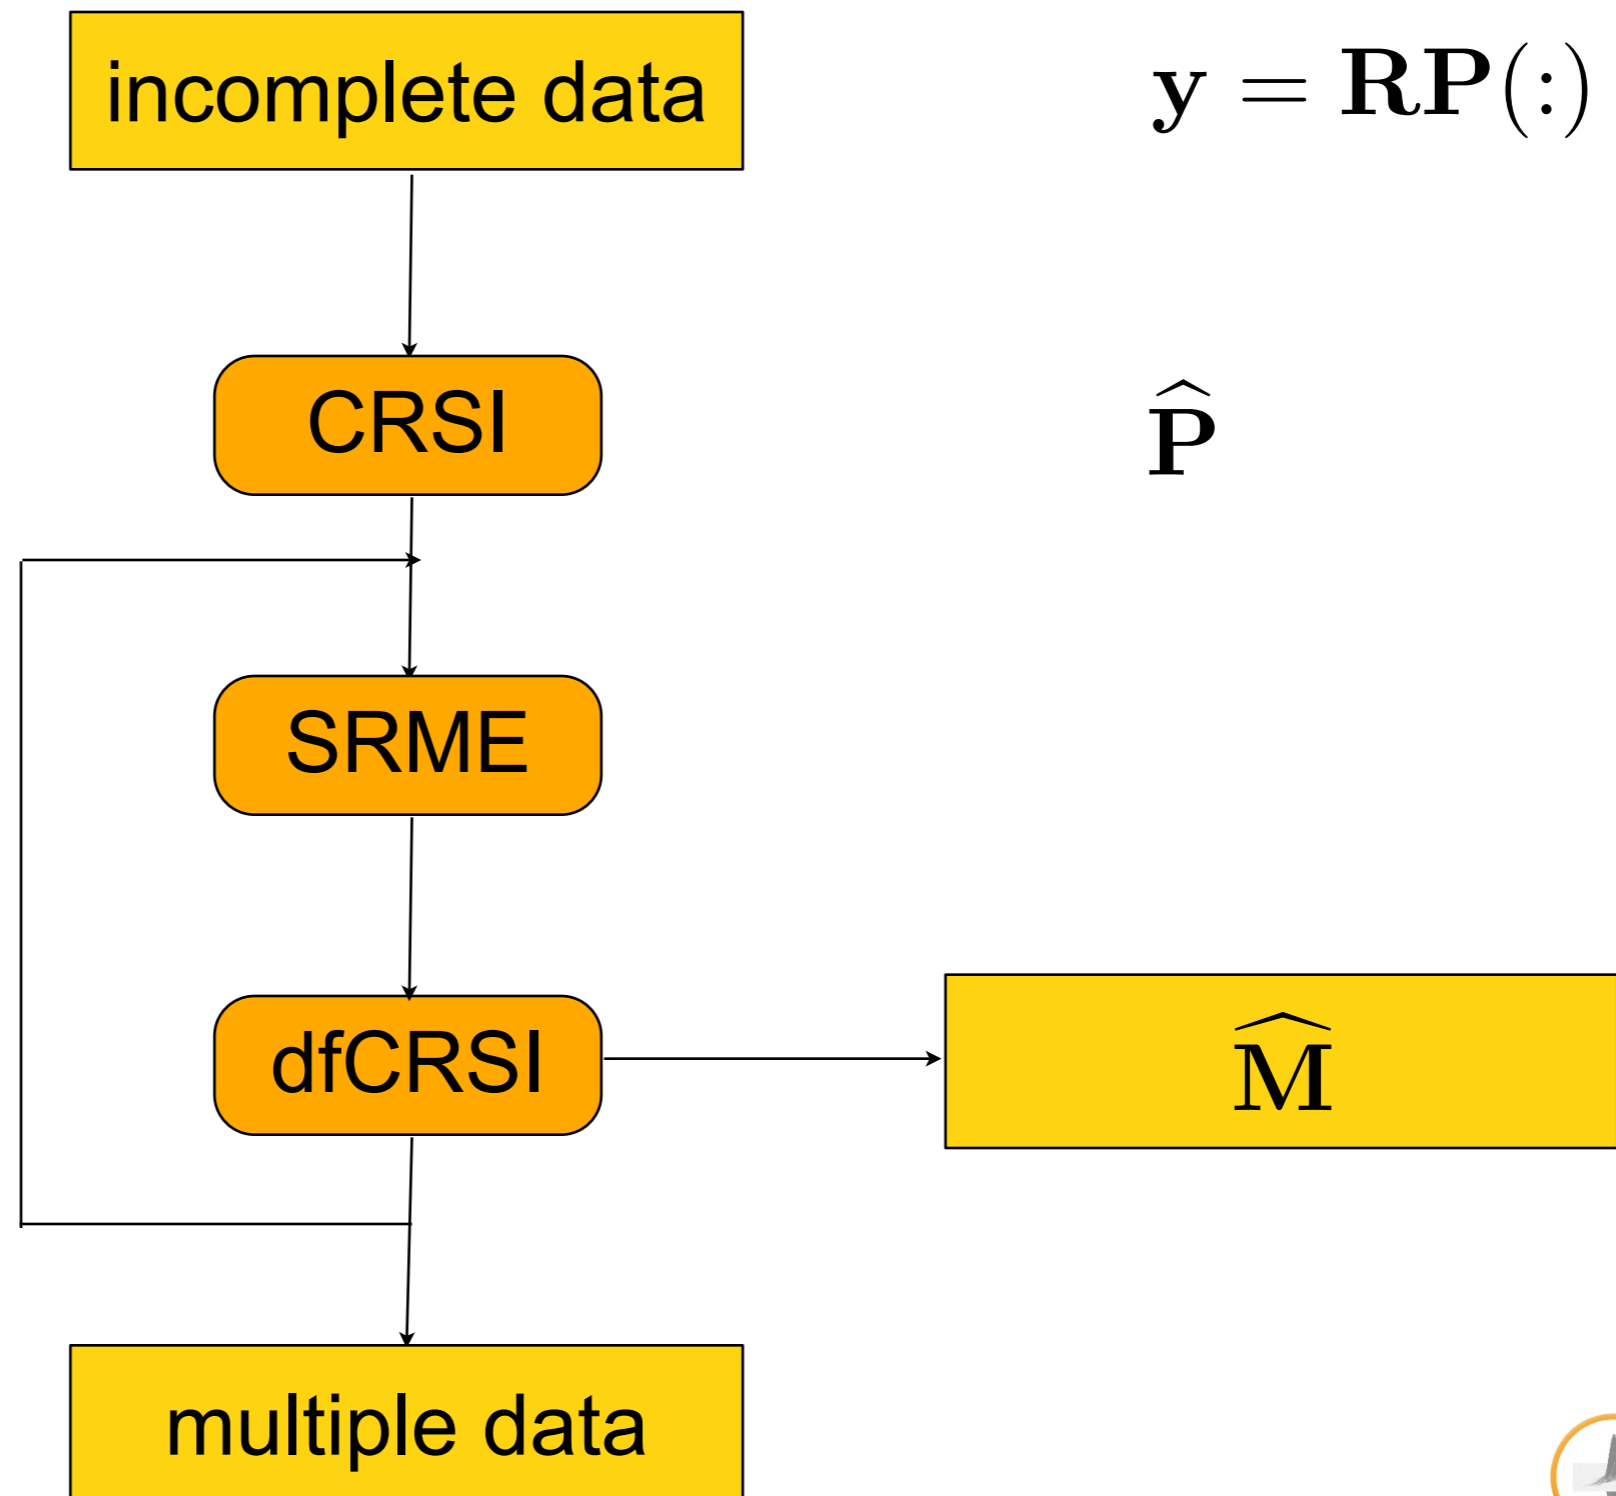 incomplete data
y = RP(:)
CRSI
P̂
SRME
dfCRSI
M̂
multiple data